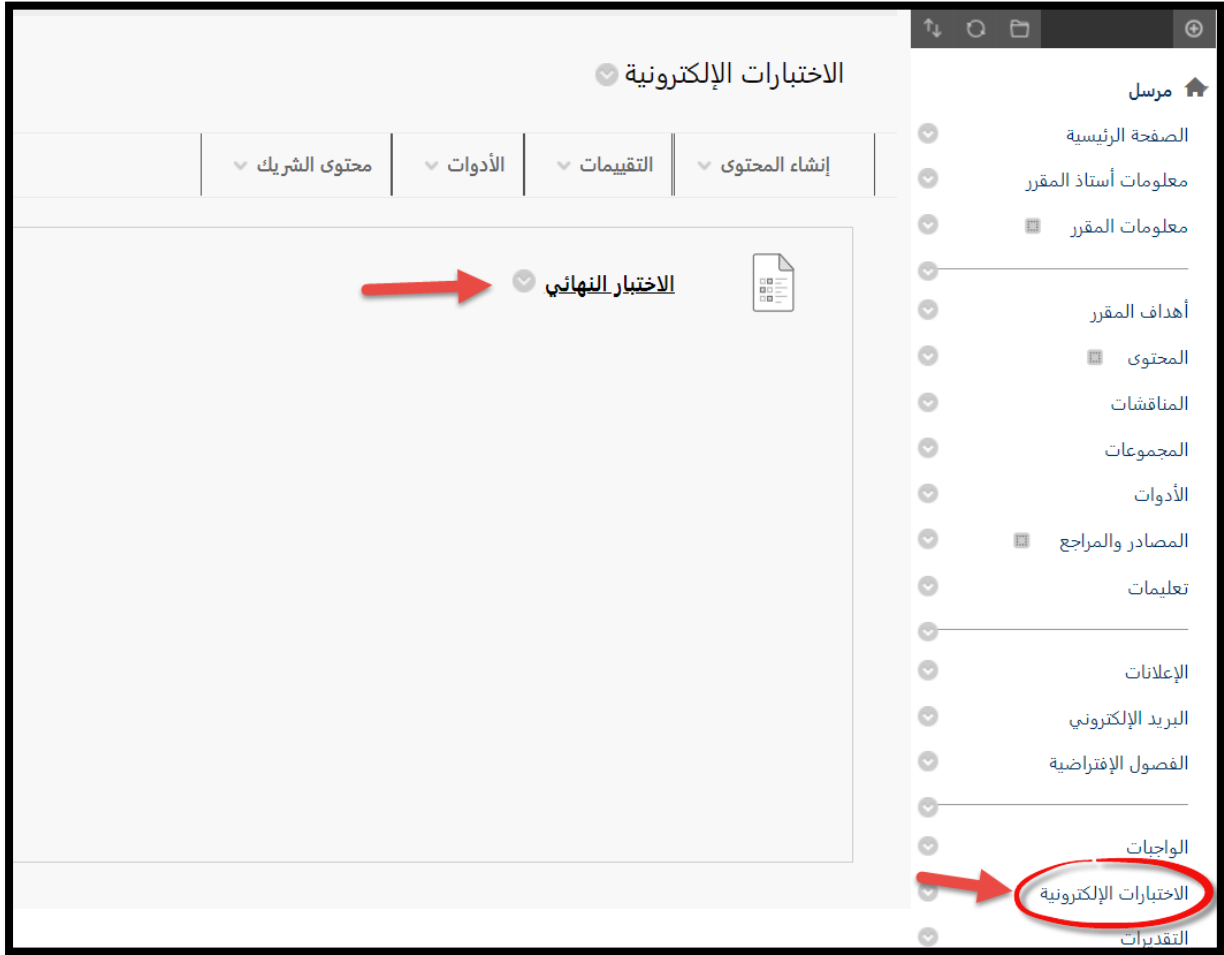 مرسل
الصفحة الرئيسية
معلومات أستاذ المقرر
معلومات المقرر
أهداف المقرر
المحتوى
المناقشات
المجموعات
الأدوات
المصادر والمراجع
تعليمات
الإعلانات
البريد الإلكتروني
الفصول الإفتراضية
الواجبات
الاختبارات الإلكترونية
التقديرات
الاختبارات الإلكترونية
إنشاء المحتوى التقييمات الأدوات محتوى الشريك
الاختبار النهائي